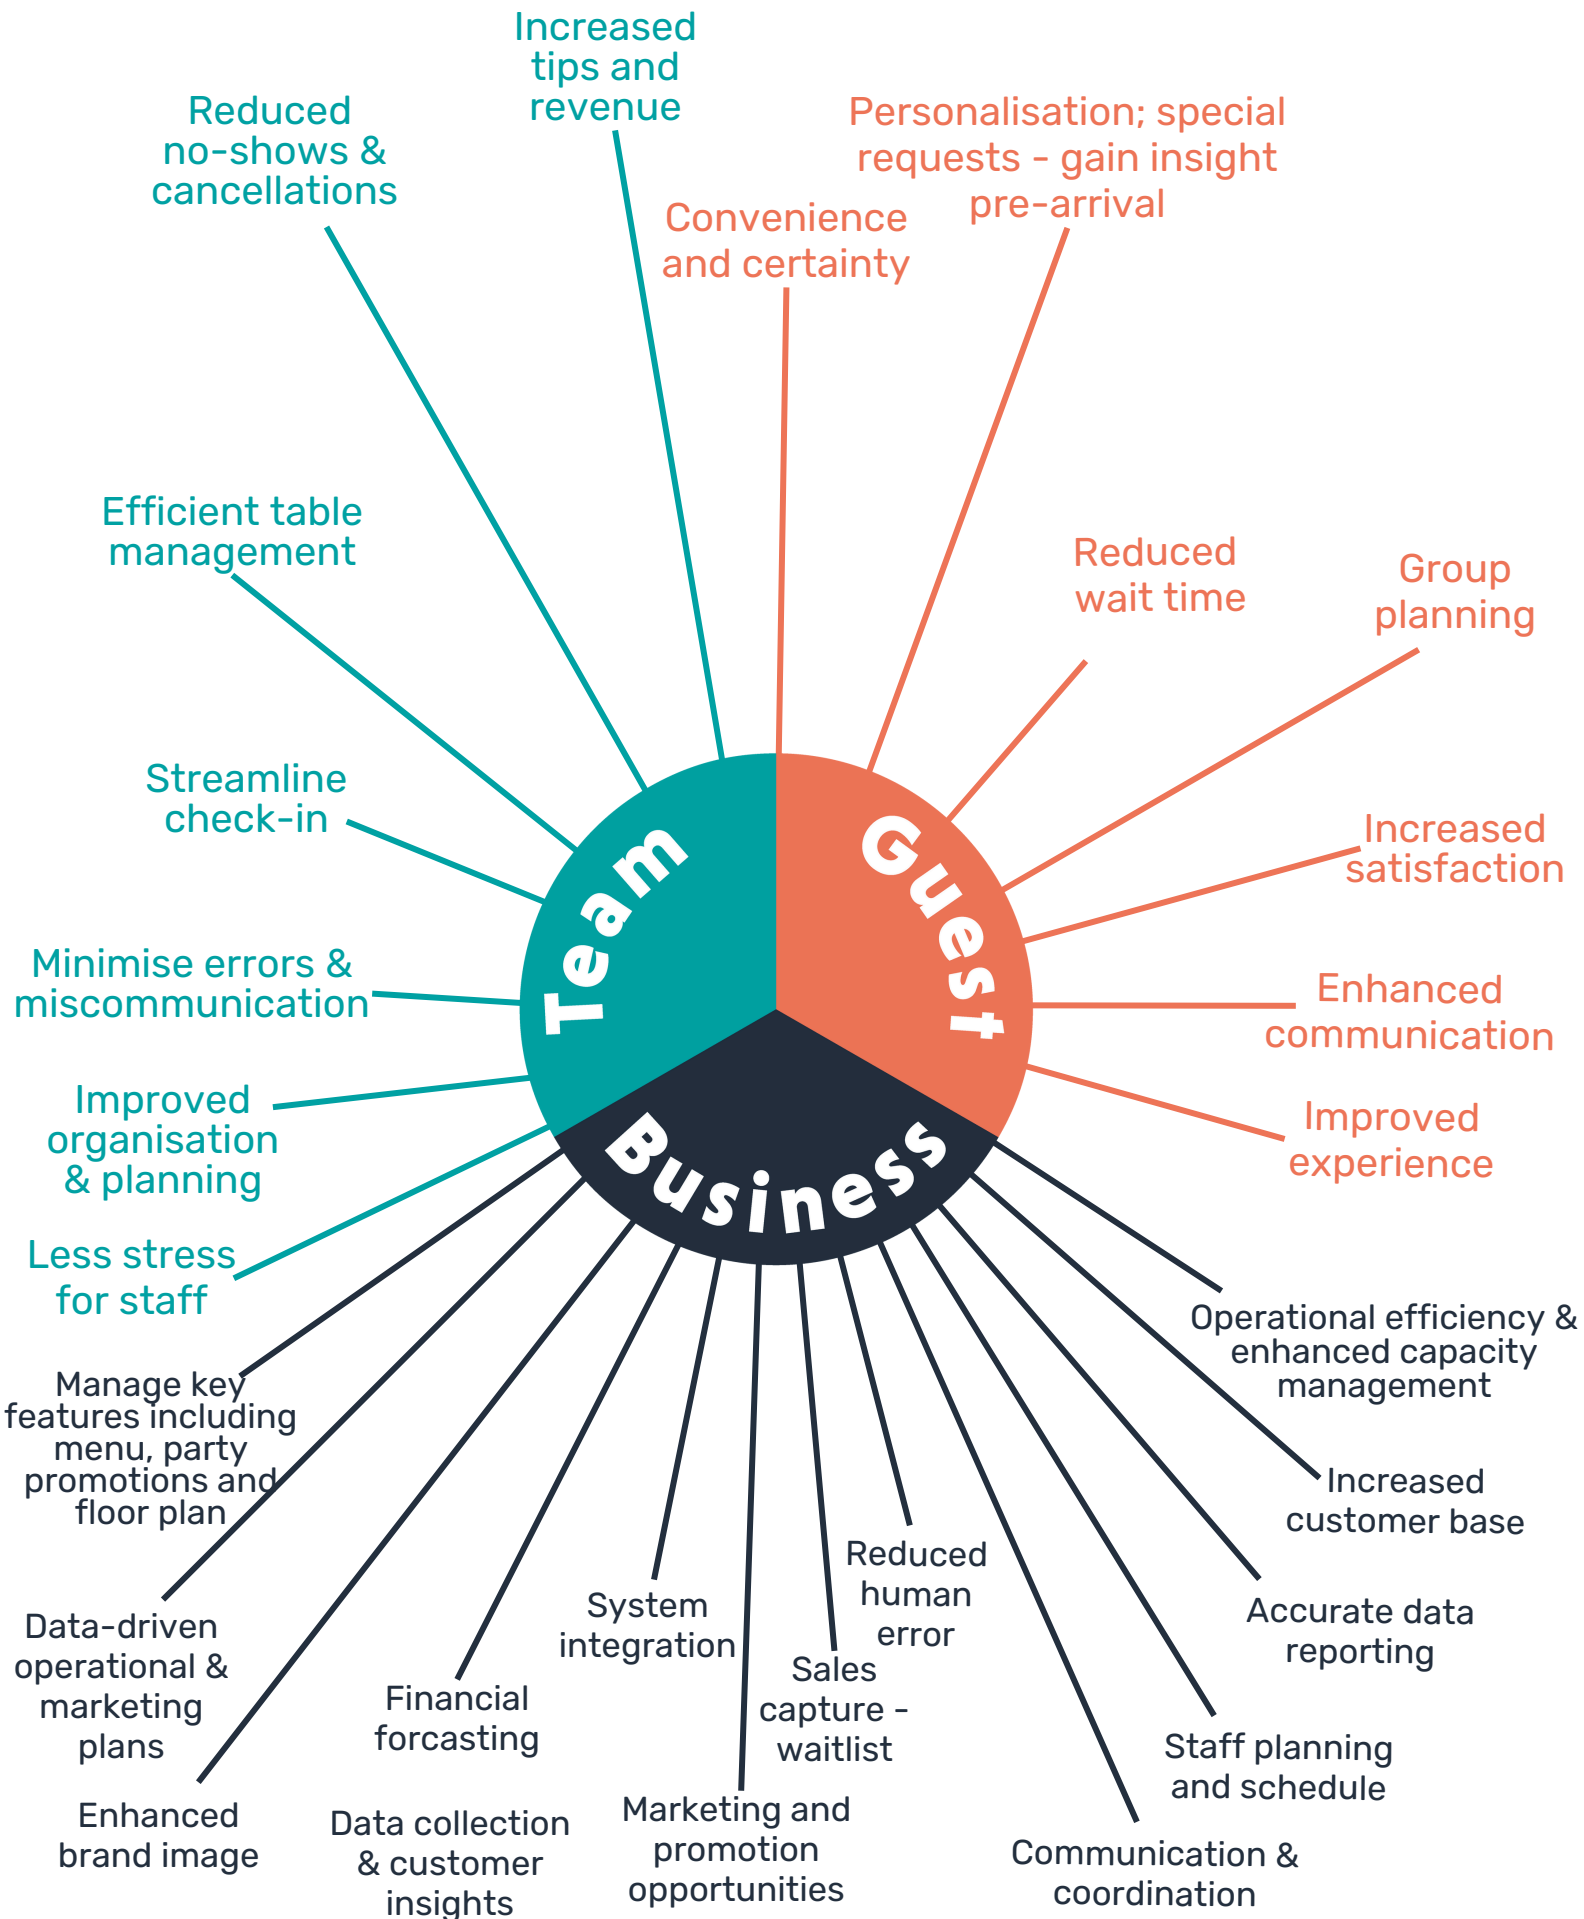 Increased
tips and
revenue
Reduced
no-shows &
cancellations
Personalisation; special
requests - gain insight
pre-arrival
Convenience
and certainty
Efficient table
management
Reduced
wait time
Group
planning
Streamline
check-in
Increased
satisfaction
Minimise errors &
miscommunication
Enhanced
communication
Improved
organisation
& planning
Improved
experience
Less stress
for staff
Team
Guest
Business
Manage key
features including
menu, party
promotions and
floor plan
Operational efficiency &
enhanced capacity
management
Increased
customer base
Data-driven
operational &
marketing
plans
System
integration
Reduced
human
error
Accurate data
reporting
Financial
forcasting
Sales
capture -
waitlist
Staff planning
and schedule
Enhanced
brand image
Data collection
& customer
insights
Marketing and
promotion
opportunities
Communication &
coordination